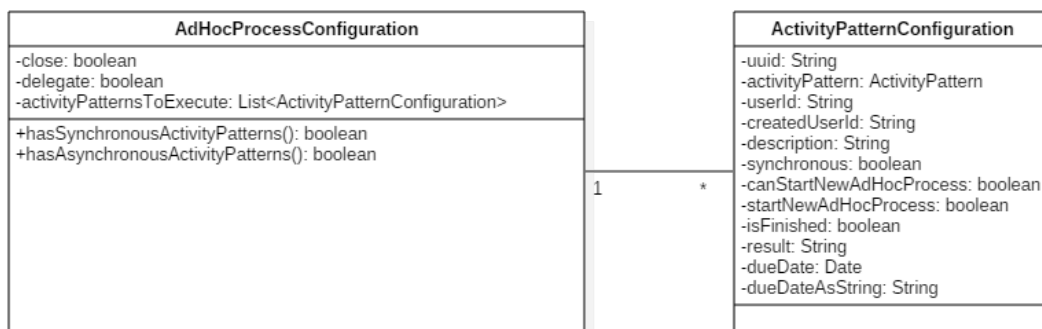 AdHocProcessConfiguration
-close: boolean
-delegate: boolean
-activityPatternsToExecute: List<ActivityPatternConfiguration>
+hasSynchronousActivityPatterns(): boolean
+hasAsynchronousActivityPatterns(): boolean
1
*
ActivityPatternConfiguration
-uuid: String
-activityPattern: ActivityPattern
-userId: String
-createdUserId: String
-description: String
-synchronous: boolean
-canStartNewAdHocProcess: boolean
-startNewAdHocProcess: boolean
-isFinished: boolean
-result: String
-dueDate: Date
-dueDateAsString: String